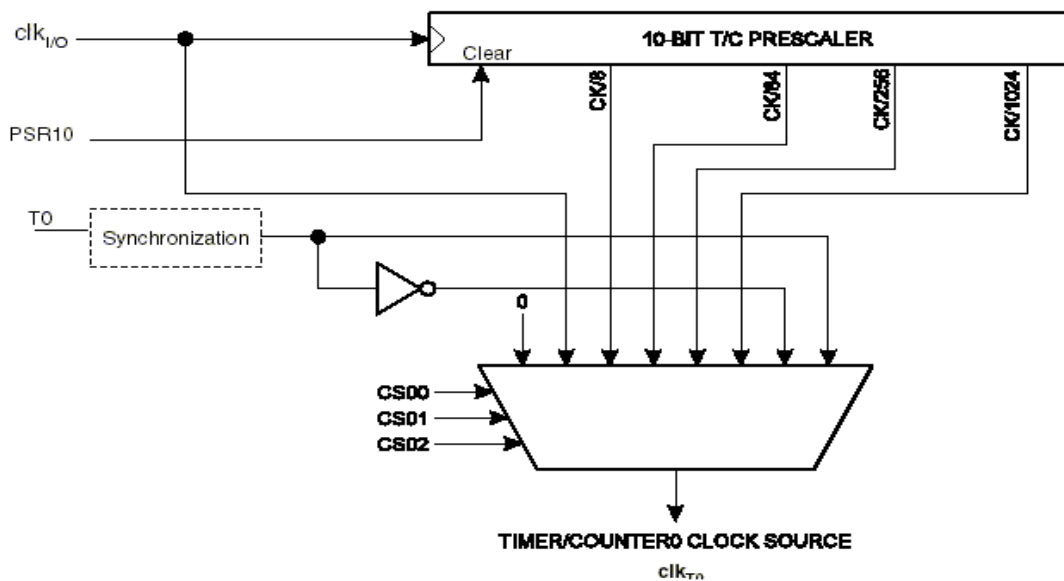 clkI/O
10-BIT T/C PRESCALER
Clear
CK/8
CK/64
CK/256
CK/1024
PSR10
T0
Synchronization
0
CS00
CS01
CS02
TIMER/COUNTER0 CLOCK SOURCE
clkT0